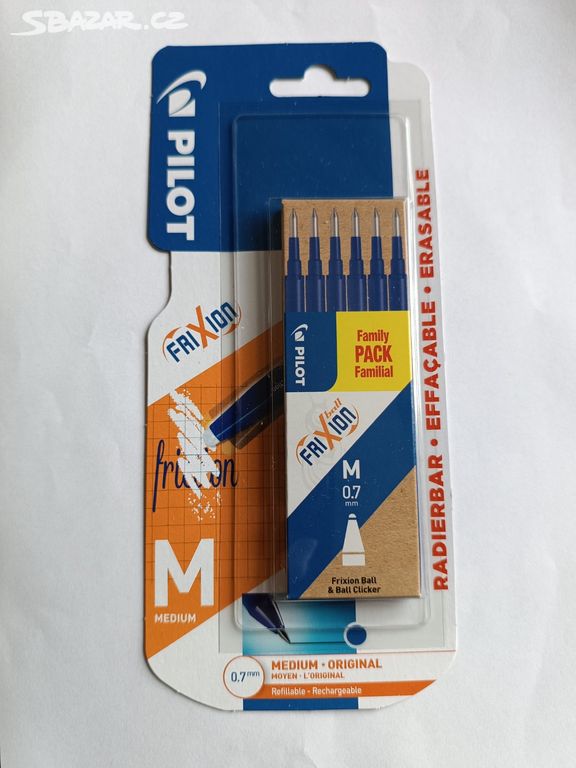 SBAZAR.CZ
PILOT
FRIXION
frixion
M
MEDIUM
0.7 mm
MEDIUM • ORIGINAL
MOYEN • L'ORIGINAL
Refillable - Rechargeable
RADIERBAR • EFFAÇABLE • ERASABLE
PILOT
Family
PACK
Familial
FRIXION ball
M
0.7
mm
Frixion Ball
& Ball Clicker